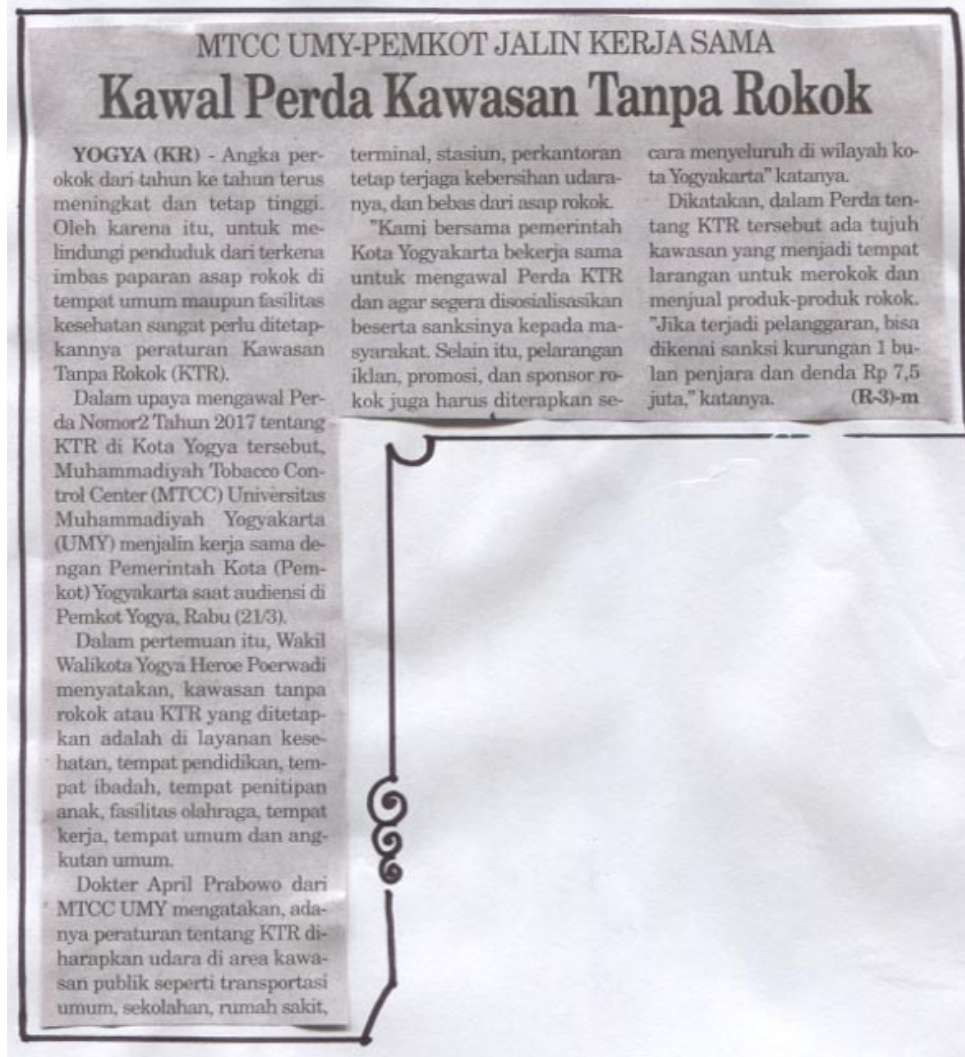 MTCC UMY-PEMKOT JALIN KERJA SAMA
Kawal Perda Kawasan Tanpa Rokok
YOGYA (KR) - Angka per-
okok dari tahun ke tahun terus
meningkat dan tetap tinggi.
Oleh karena itu, untuk me-
lindungi penduduk dari terkena
imbas paparan asap rokok di
tempat umum maupun fasilitas
kesehatan sangat perlu ditetap-
kannya peraturan Kawasan
Tanpa Rokok (KTR).
Dalam upaya mengawal Per-
da Nomor2 Tahun 2017 tentang
KTR di Kota Yogya tersebut,
Muhammadiyah Tobacco Con-
trol Center (MTCC) Universitas
Muhammadiyah Yogyakarta
(UMY) menjalin kerja sama de-
ngan Pemerintah Kota (Pem-
kot) Yogyakarta saat audiensi di
Pemkot Yogya, Rabu (21/3).
Dalam pertemuan itu, Wakil
Walikota Yogya Heroe Poerwadi
menyatakan, kawasan tanpa
rokok atau KTR yang ditetap-
kan adalah di layanan kese-
hatan, tempat pendidikan, tem-
pat ibadah, tempat penitipan
anak, fasilitas olahraga, tempat
kerja, tempat umum dan ang-
kutan umum.
Dokter April Prabowo dari
MTCC UMY mengatakan, ada-
nya peraturan tentang KTR di-
harapkan udara di area kawa-
san publik seperti transportasi
umum, sekolahan, rumah sakit,
terminal, stasiun, perkantoran
tetap terjaga kebersihan udara-
nya, dan bebas dari asap rokok.
"Kami bersama pemerintah
Kota Yogyakarta bekerja sama
untuk mengawal Perda KTR
dan agar segera disosialisasikan
beserta sanksinya kepada ma-
syarakat. Selain itu, pelarangan
iklan, promosi, dan sponsor ro-
kok juga harus diterapkan se-
cara menyeluruh di wilayah ko-
ta Yogyakarta" katanya.
Dikatakan, dalam Perda ten-
tang KTR tersebut ada tujuh
kawasan yang menjadi tempat
larangan untuk merokok dan
menjual produk-produk rokok.
"Jika terjadi pelanggaran, bisa
dikenai sanksi kurungan 1 bu-
lan penjara dan denda Rp 7,5
juta," katanya. (R-3)-m